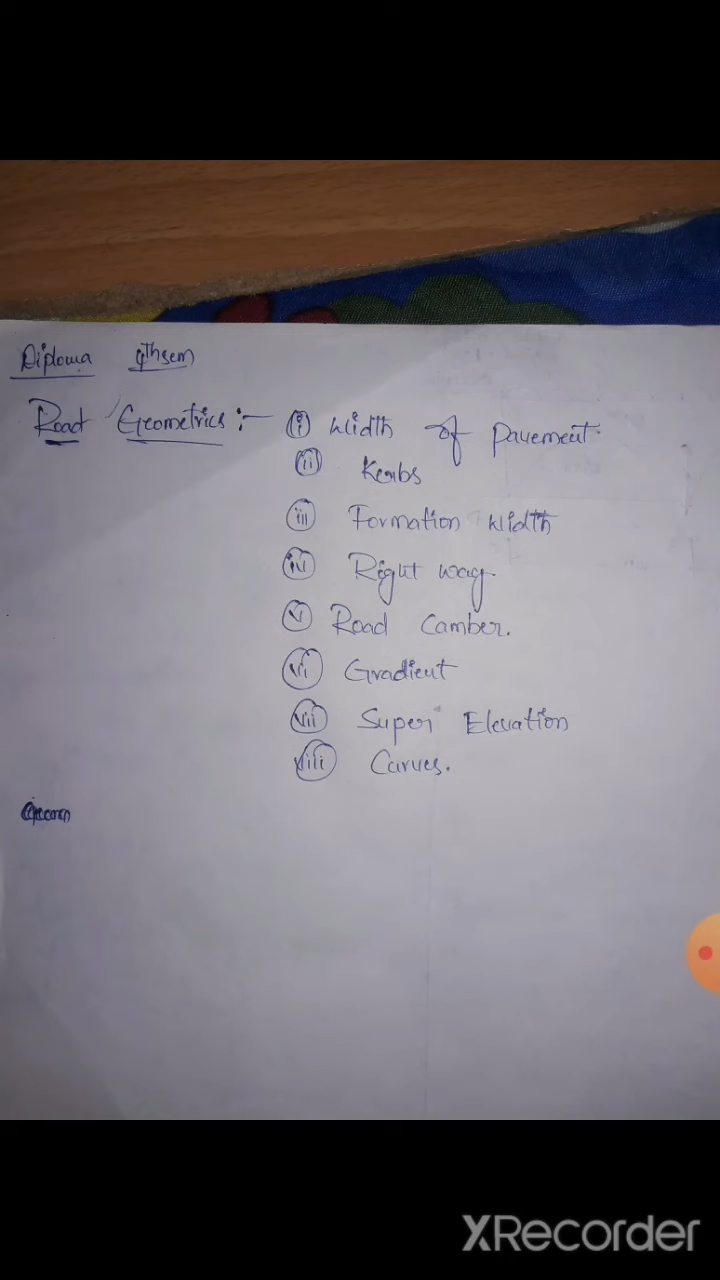 Diploma 4thsem
Road Geometrics :- (i) Width of Pavement
(ii) Kerbs
(iii) Formation Width
(iv) Right way
(v) Road Camber.
(vi) Gradient
(vii) Super Elevation
(viii) Curves.
XRecorder